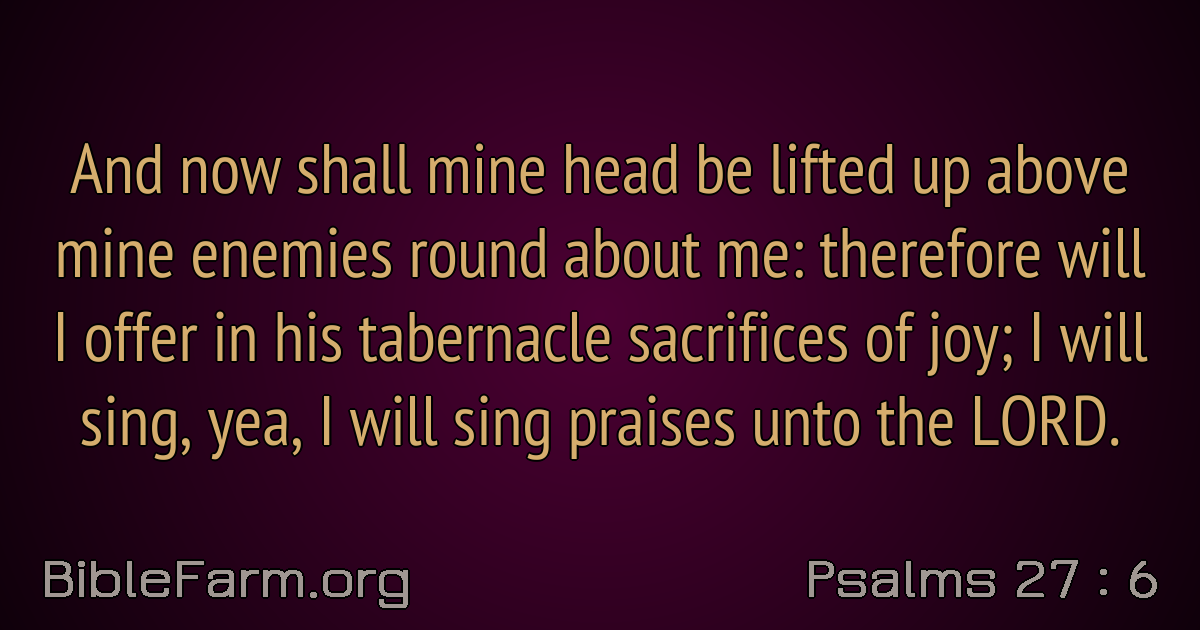 And now shall mine head be lifted up above
mine enemies round about me: therefore will
I offer in his tabernacle sacrifices of joy; I will
sing, yea, I will sing praises unto the LORD.
BibleFarm.org
Psalms 27 : 6